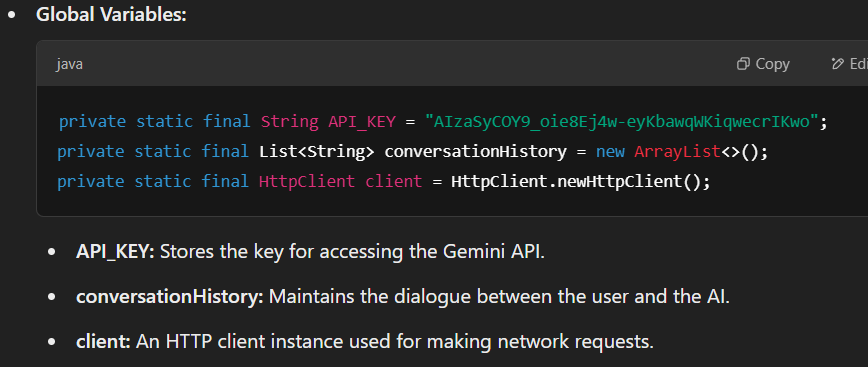 Global Variables:
java
Copy
Edi
private static final String API_KEY = "AIzaSyCOY9_oie8Ej4w-eyKbawqWKiqwecrIKwo";
private static final List<String> conversationHistory = new ArrayList<>();
private static final HttpClient client = HttpClient.newHttpClient();
API_KEY: Stores the key for accessing the Gemini API.
conversationHistory: Maintains the dialogue between the user and the AI.
client: An HTTP client instance used for making network requests.